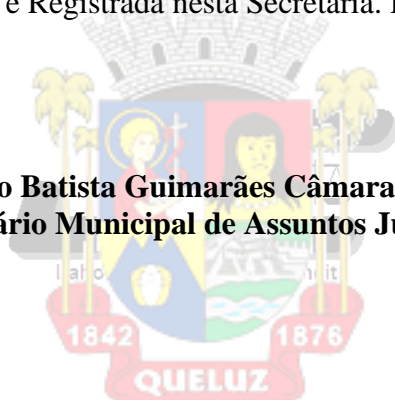 e Registrada nesta Secretaria.
o Batista Guimarães Câmara
ário Municipal de Assuntos Ju
1842 1876
QUELUZ